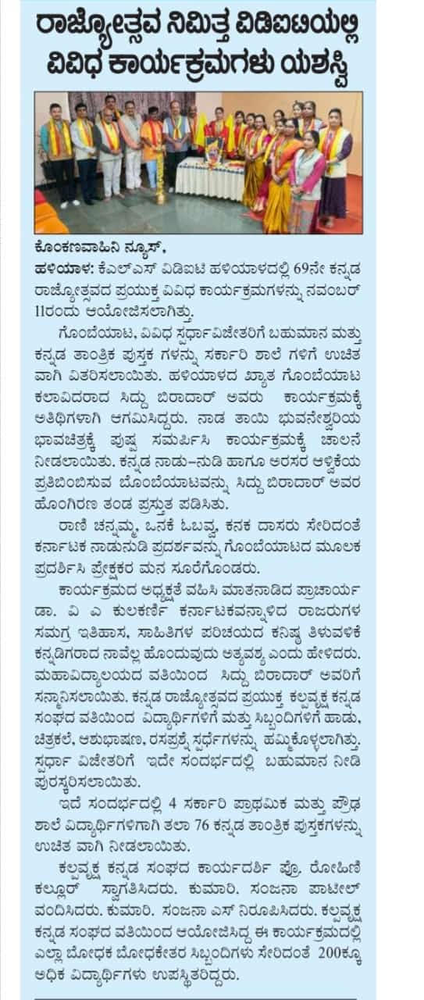 ರಾಜ್ಯೋತ್ಸವ ನಿಮಿತ್ತ ವಿಡಿಐಟಿಯಲ್ಲಿ
ವಿವಿಧ ಕಾರ್ಯಕ್ರಮಗಳು ಯಶಸ್ವಿ
ಕೊಂಕಣವಾಹಿನಿ ನ್ಯೂಸ್,
ಹಳಿಯಾಳ: ಕೆಎಲ್ಎಸ್ ವಿಡಿಐಟಿ ಹಳಿಯಾಳದಲ್ಲಿ 69ನೇ ಕನ್ನಡ
ರಾಜ್ಯೋತ್ಸವದ ಪ್ರಯುಕ್ತ ವಿವಿಧ ಕಾರ್ಯಕ್ರಮಗಳನ್ನು ನವಂಬರ್
11ರಂದು ಆಯೋಜಿಸಲಾಗಿತ್ತು.
ಗೊಂಬೆಯಾಟ, ವಿವಿಧ ಸ್ಪರ್ಧಾವಿಜೇತರಿಗೆ ಬಹುಮಾನ ಮತ್ತು
ಕನ್ನಡ ತಾಂತ್ರಿಕ ಪುಸ್ತಕ ಗಳನ್ನು ಸರ್ಕಾರಿ ಶಾಲೆ ಗಳಿಗೆ ಉಚಿತ
ವಾಗಿ ವಿತರಿಸಲಾಯಿತು. ಹಳಿಯಾಳದ ಖ್ಯಾತ ಗೊಂಬೆಯಾಟ
ಕಲಾವಿದರಾದ ಸಿದ್ದು ಬಿರಾದಾರ್ ಅವರು ಕಾರ್ಯಕ್ರಮಕ್ಕೆ
ಅತಿಥಿಗಳಾಗಿ ಆಗಮಿಸಿದ್ದರು. ನಾಡ ತಾಯಿ ಭುವನೇಶ್ವರಿಯ
ಭಾವಚಿತ್ರಕ್ಕೆ ಪುಷ್ಪ ಸಮರ್ಪಿಸಿ ಕಾರ್ಯಕ್ರಮಕ್ಕೆ ಚಾಲನೆ
ನೀಡಲಾಯಿತು. ಕನ್ನಡ ನಾಡು–ನುಡಿ ಹಾಗೂ ಅರಸರ ಆಳ್ವಿಕೆಯ
ಪ್ರತಿಬಿಂಬಿಸುವ ಬೊಂಬೆಯಾಟವನ್ನು ಸಿದ್ದು ಬಿರಾದಾರ್ ಅವರ
ಹೊಂಗಿರಣ ತಂಡ ಪ್ರಸ್ತುತ ಪಡಿಸಿತು.
ರಾಣಿ ಚನ್ನಮ್ಮ, ಒನಕೆ ಓಬವ್ವ, ಕನಕ ದಾಸರು ಸೇರಿದಂತೆ
ಕರ್ನಾಟಕ ನಾಡುನುಡಿ ಪ್ರದರ್ಶವನ್ನು ಗೊಂಬೆಯಾಟದ ಮೂಲಕ
ಪ್ರದರ್ಶಿಸಿ ಪ್ರೇಕ್ಷಕರ ಮನ ಸೂರೆಗೊಂಡರು.
ಕಾರ್ಯಕ್ರಮದ ಅಧ್ಯಕ್ಷತೆ ವಹಿಸಿ ಮಾತನಾಡಿದ ಪ್ರಾಚಾರ್ಯ
ಡಾ. ವಿ ಎ ಕುಲಕರ್ಣಿ ಕರ್ನಾಟಕವನ್ನಾಳಿದ ರಾಜರುಗಳ
ಸಮಗ್ರ ಇತಿಹಾಸ, ಸಾಹಿತಿಗಳ ಪರಿಚಯದ ಕನಿಷ್ಠ ತಿಳುವಳಿಕೆ
ಕನ್ನಡಿಗರಾದ ನಾವೆಲ್ಲ ಹೊಂದುವುದು ಅತ್ಯವಶ್ಯ ಎಂದು ಹೇಳಿದರು.
ಮಹಾವಿದ್ಯಾಲಯದ ವತಿಯಿಂದ ಸಿದ್ದು ಬಿರಾದಾರ್ ಅವರಿಗೆ
ಸನ್ಮಾನಿಸಲಾಯಿತು. ಕನ್ನಡ ರಾಜ್ಯೋತ್ಸವದ ಪ್ರಯುಕ್ತ ಕಲ್ಪವೃಕ್ಷ ಕನ್ನಡ
ಸಂಘದ ವತಿಯಿಂದ ವಿದ್ಯಾರ್ಥಿಗಳಿಗೆ ಮತ್ತು ಸಿಬ್ಬಂದಿಗಳಿಗೆ ಹಾಡು,
ಚಿತ್ರಕಲೆ, ಆಶುಭಾಷಣ, ರಸಪ್ರಶ್ನೆ ಸ್ಪರ್ಧೆಗಳನ್ನು ಹಮ್ಮಿಕೊಳ್ಳಲಾಗಿತ್ತು.
ಸ್ಪರ್ಧಾ ವಿಜೇತರಿಗೆ ಇದೇ ಸಂದರ್ಭದಲ್ಲಿ ಬಹುಮಾನ ನೀಡಿ
ಪುರಸ್ಕರಿಸಲಾಯಿತು.
ಇದೆ ಸಂದರ್ಭದಲ್ಲಿ 4 ಸರ್ಕಾರಿ ಪ್ರಾಥಮಿಕ ಮತ್ತು ಪ್ರೌಢ
ಶಾಲೆ ವಿದ್ಯಾರ್ಥಿಗಳಿಗಾಗಿ ತಲಾ 76 ಕನ್ನಡ ತಾಂತ್ರಿಕ ಪುಸ್ತಕಗಳನ್ನು
ಉಚಿತ ವಾಗಿ ನೀಡಲಾಯಿತು.
ಕಲ್ಪವೃಕ್ಷ ಕನ್ನಡ ಸಂಘದ ಕಾರ್ಯದರ್ಶಿ ಪ್ರೊ. ರೋಹಿಣಿ
ಕಲ್ಲೂರ್ ಸ್ವಾಗತಿಸಿದರು. ಕುಮಾರಿ. ಸಂಜನಾ ಪಾಟೀಲ್
ವಂದಿಸಿದರು. ಕುಮಾರಿ. ಸಂಜನಾ ಎಸ್ ನಿರೂಪಿಸಿದರು. ಕಲ್ಪವೃಕ್ಷ
ಕನ್ನಡ ಸಂಘದ ವತಿಯಿಂದ ಆಯೋಜಿಸಿದ್ದ ಈ ಕಾರ್ಯಕ್ರಮದಲ್ಲಿ
ಎಲ್ಲಾ ಬೋಧಕ ಬೋಧಕೇತರ ಸಿಬ್ಬಂದಿಗಳು ಸೇರಿದಂತೆ 200ಕ್ಕೂ
ಅಧಿಕ ವಿದ್ಯಾರ್ಥಿಗಳು ಉಪಸ್ಥಿತರಿದ್ದರು.